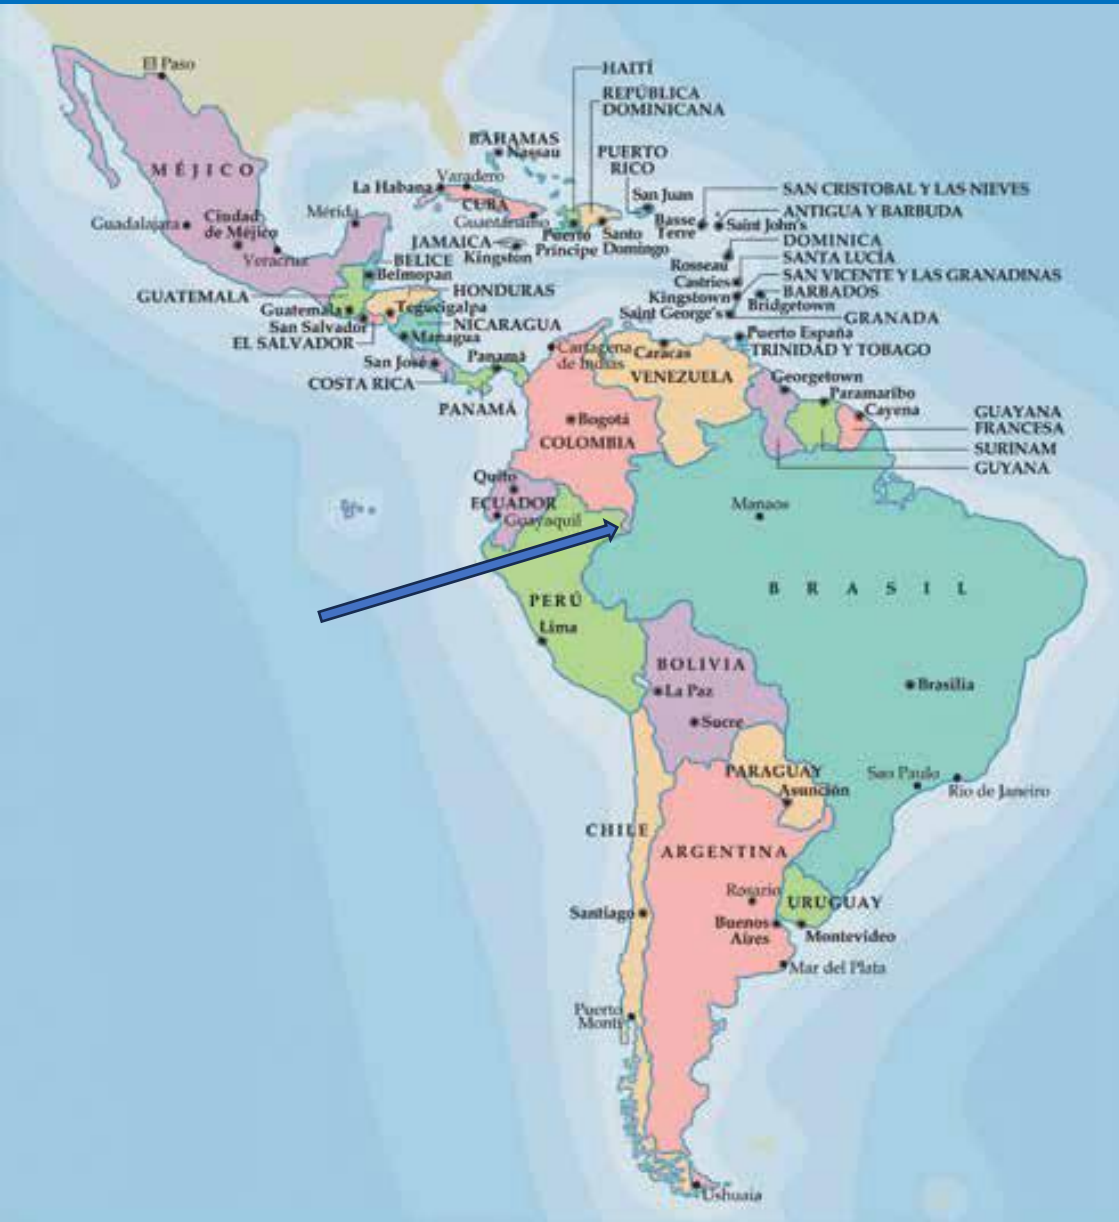 El Paso
HAITÍ
REPÚBLICA
DOMINICANA
BAHAMAS
Nassau
PUERTO
RICO
MÉJICO
Varadero
La Habana
San Juan
SAN CRISTOBAL Y LAS NIEVES
CUBA
Guadalajara
Ciudad
de Méjico
Mérida
Guantánamo
Basse
Terre
ANTIGUA Y BARBUDA
Saint John's
Puerto
Príncipe
Santo
Domingo
JAMAICA
Kingston
DOMINICA
Veracruz
BELICE
Belmopan
Rosseau
SANTA LUCÍA
Castries
SAN VICENTE Y LAS GRANADINAS
GUATEMALA
HONDURAS
Kingstown
BARBADOS
Bridgetown
Guatemala
Tegucigalpa
Saint George's
GRANADA
San Salvador
NICARAGUA
EL SALVADOR
Managua
Puerto España
TRINIDAD Y TOBAGO
San José
Panamá
Cartagena
de Indias
Caracas
COSTA RICA
VENEZUELA
Georgetown
PANAMÁ
Paramaribo
Cayena
GUAYANA
FRANCESA
Bogotá
COLOMBIA
SURINAM
GUYANA
Quito
ECUADOR
Guayaquil
Manaos
BRASIL
PERÚ
Lima
BOLIVIA
La Paz
Brasilia
Sucre
PARAGUAY
Asunción
Sao Paulo
Rio de Janeiro
CHILE
ARGENTINA
Rosario
URUGUAY
Santiago
Buenos
Aires
Montevideo
Mar del Plata
Puerto
Montt
Ushuaia